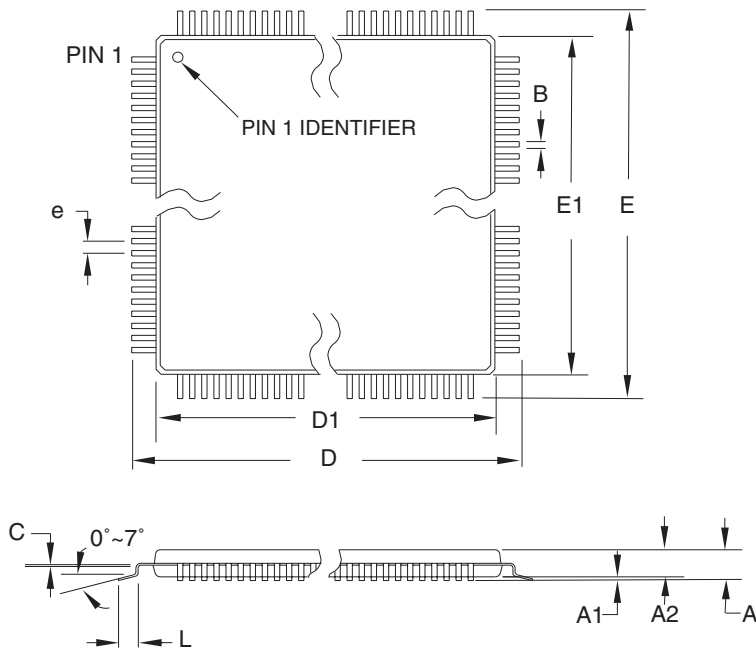 PIN 1
PIN 1 IDENTIFIER
B
e
E1
E
D1
D
C
0°~7°
L
A1
A2
A